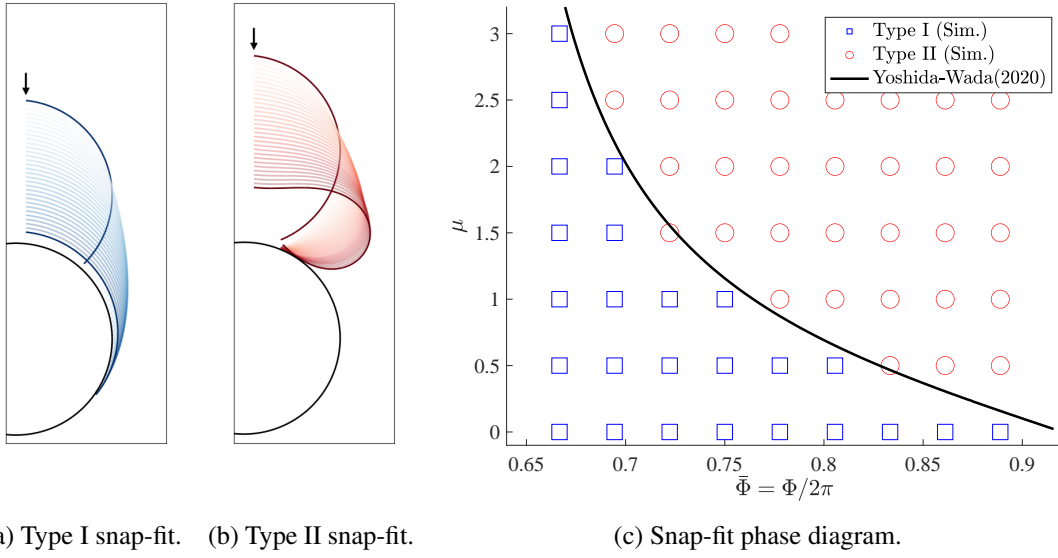 3
2.5
2
1.5
1
0.5
0
μ
Type I (Sim.)
Type II (Sim.)
Yoshida-Wada(2020)
0.65 0.7 0.75 0.8 0.85 0.9
Φ̄ = Φ/2π
a) Type I snap-fit. (b) Type II snap-fit. (c) Snap-fit phase diagram.